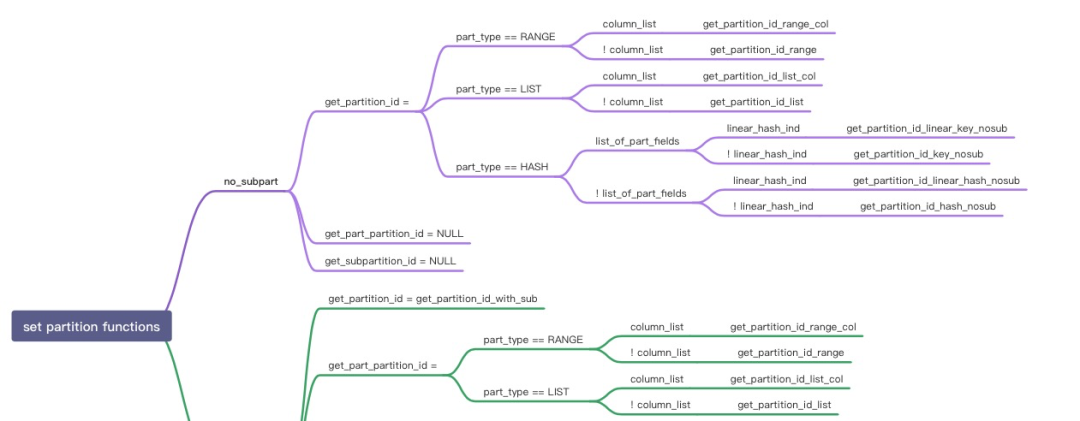 column_list get_partition_id_range_col
part_type == RANGE
! column_list get_partition_id_range
column_list get_partition_id_list_col
part_type == LIST
get_partition_id =
! column_list get_partition_id_list
linear_hash_ind get_partition_id_linear_key_nosub
list_of_part_fields
! linear_hash_ind get_partition_id_key_nosub
part_type == HASH
no_subpart
linear_hash_ind get_partition_id_linear_hash_nosub
! list_of_part_fields
! linear_hash_ind get_partition_id_hash_nosub
get_part_partition_id = NULL
get_subpartition_id = NULL
get_partition_id = get_partition_id_with_sub
set partition functions
column_list get_partition_id_range_col
part_type == RANGE
! column_list get_partition_id_range
get_part_partition_id =
column_list get_partition_id_list_col
part_type == LIST
! column_list get_partition_id_list